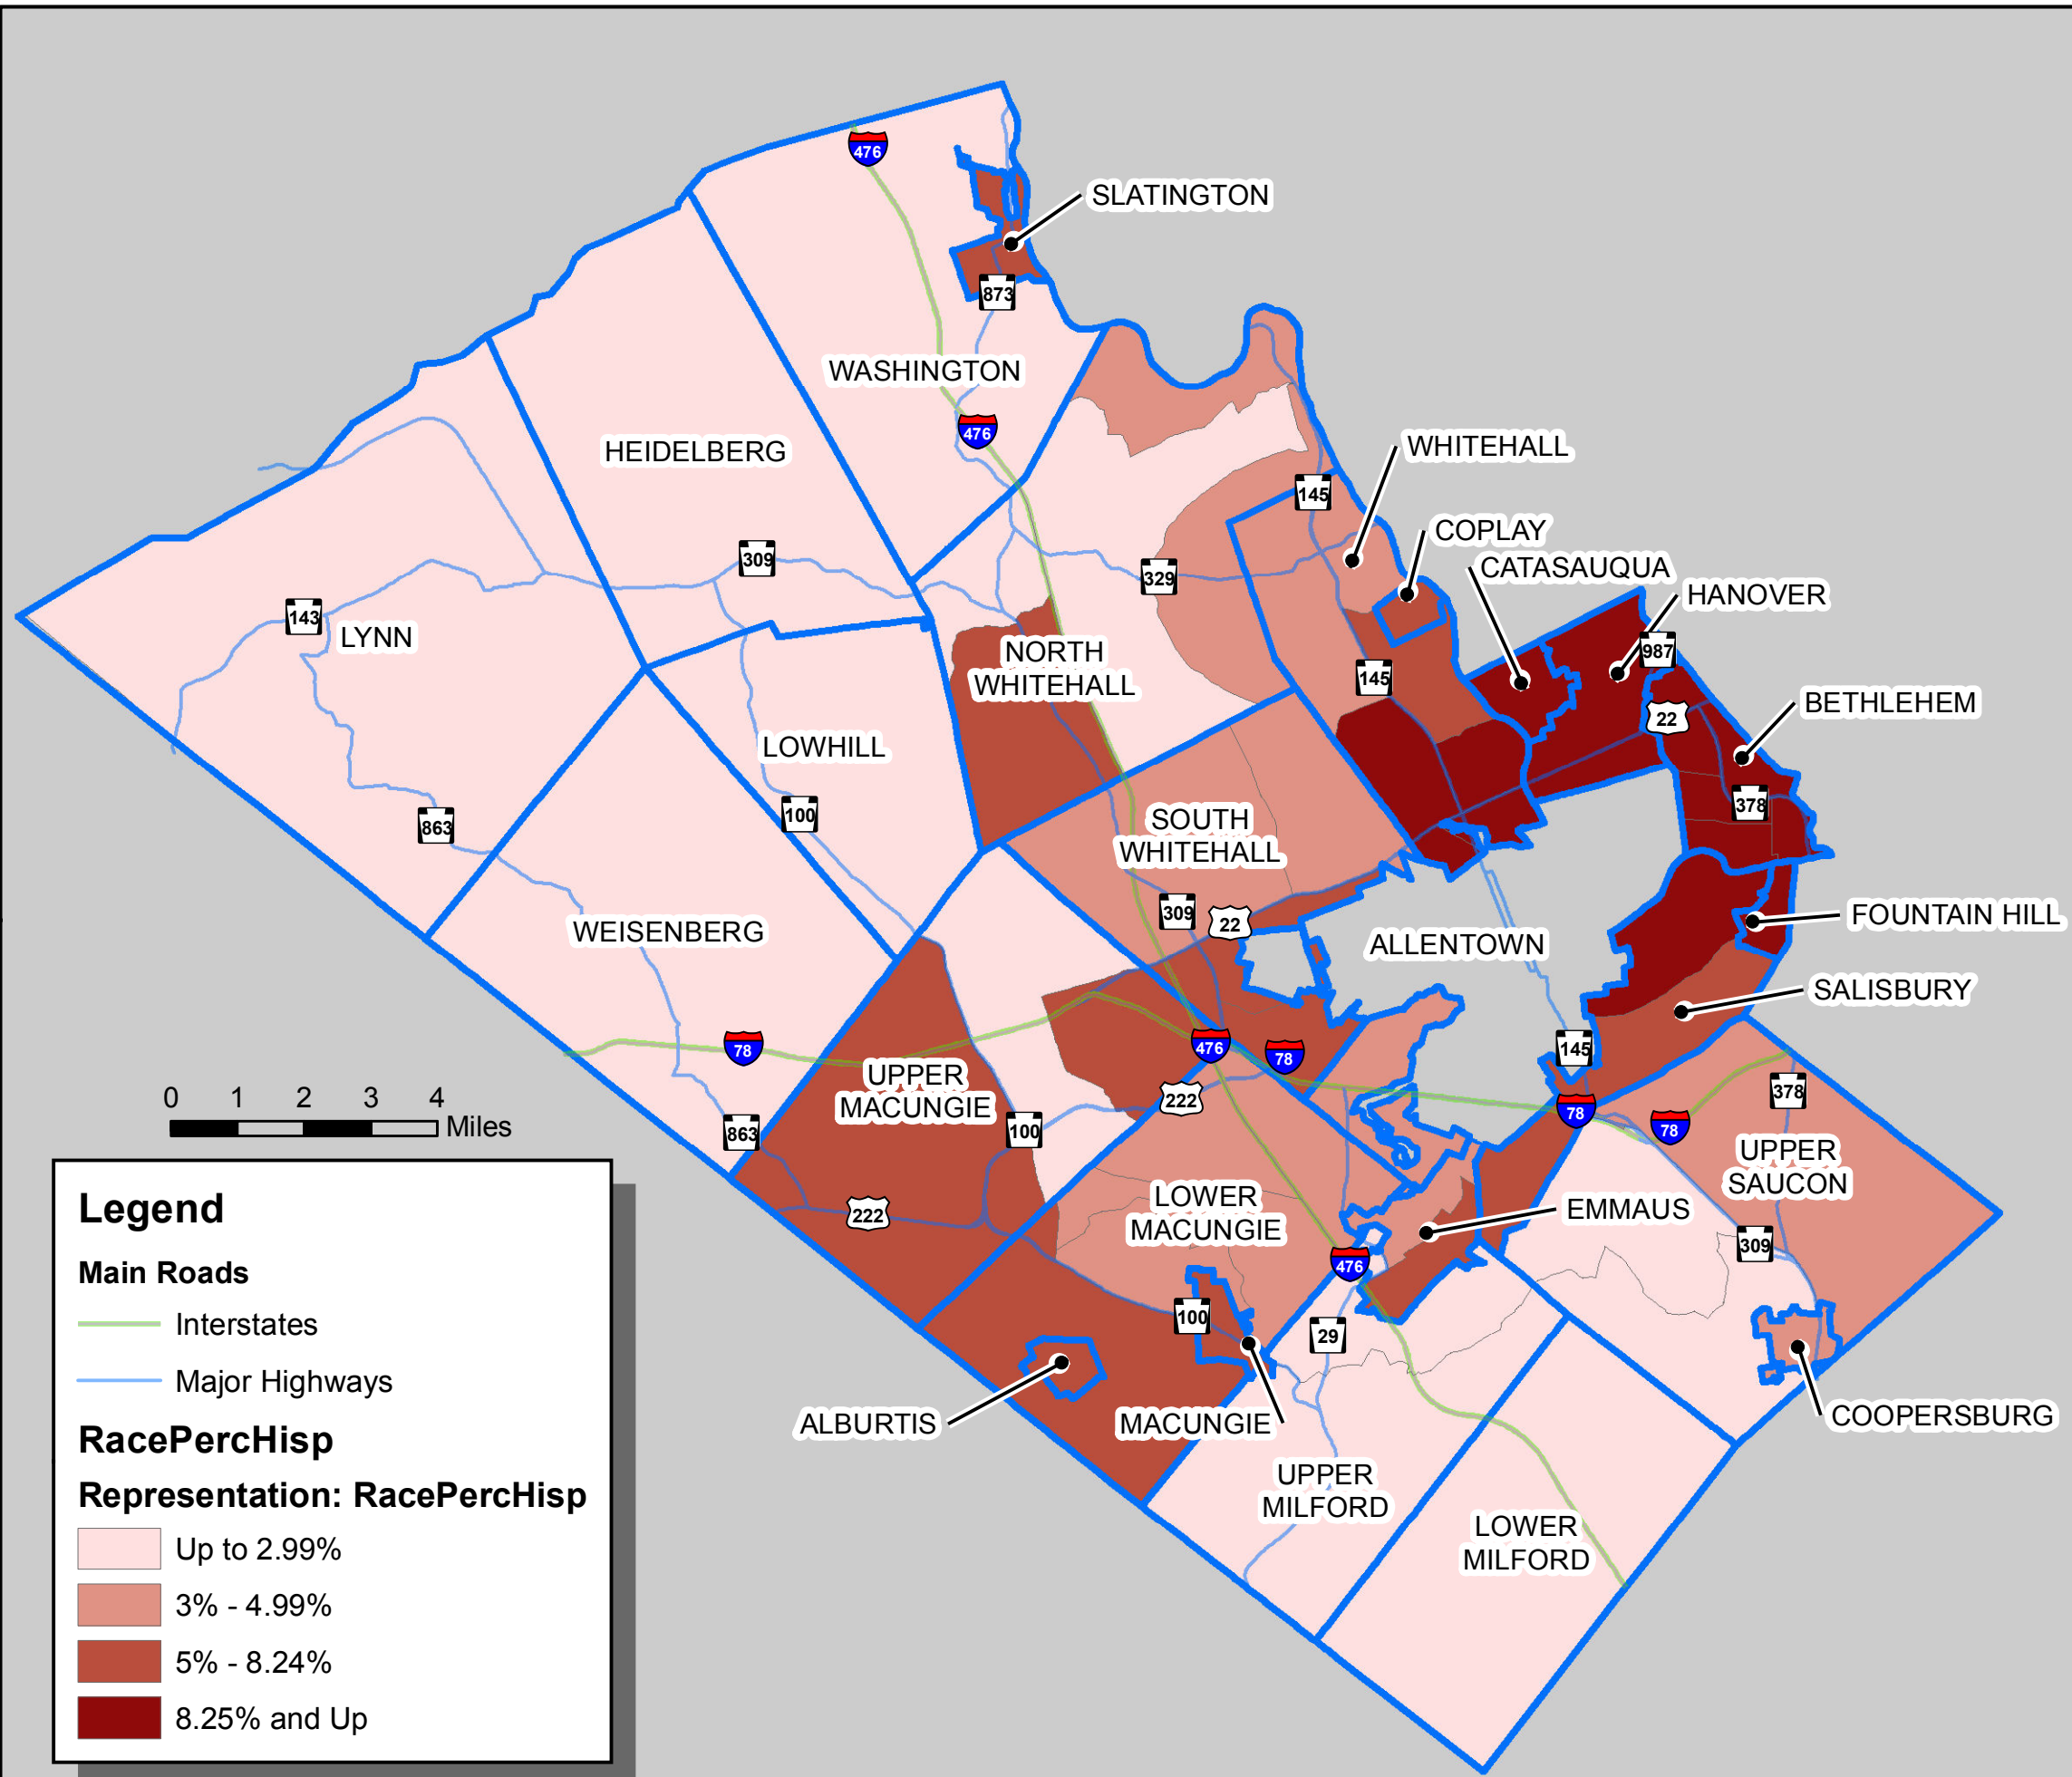 476
SLATINGTON
873
WASHINGTON
476
HEIDELBERG
WHITEHALL
145
COPLAY
CATASAUQUA
309
329
HANOVER
143
LYNN
987
NORTH
WHITEHALL
145
BETHLEHEM
22
LOWHILL
378
100
863
SOUTH
WHITEHALL
309
22
FOUNTAIN HILL
WEISENBERG
ALLENTOWN
SALISBURY
78
476
78
145
UPPER
MACUNGIE
222
378
78
78
0 1 2 3 4
Miles
863
100
UPPER
SAUCON
LOWER
MACUNGIE
222
EMMAUS
309
476
100
29
ALBURTIS
MACUNGIE
COOPERSBURG
UPPER
MILFORD
LOWER
MILFORD
Legend
Main Roads
Interstates
Major Highways
RacePercHisp
Representation: RacePercHisp
Up to 2.99%
3% - 4.99%
5% - 8.24%
8.25% and Up